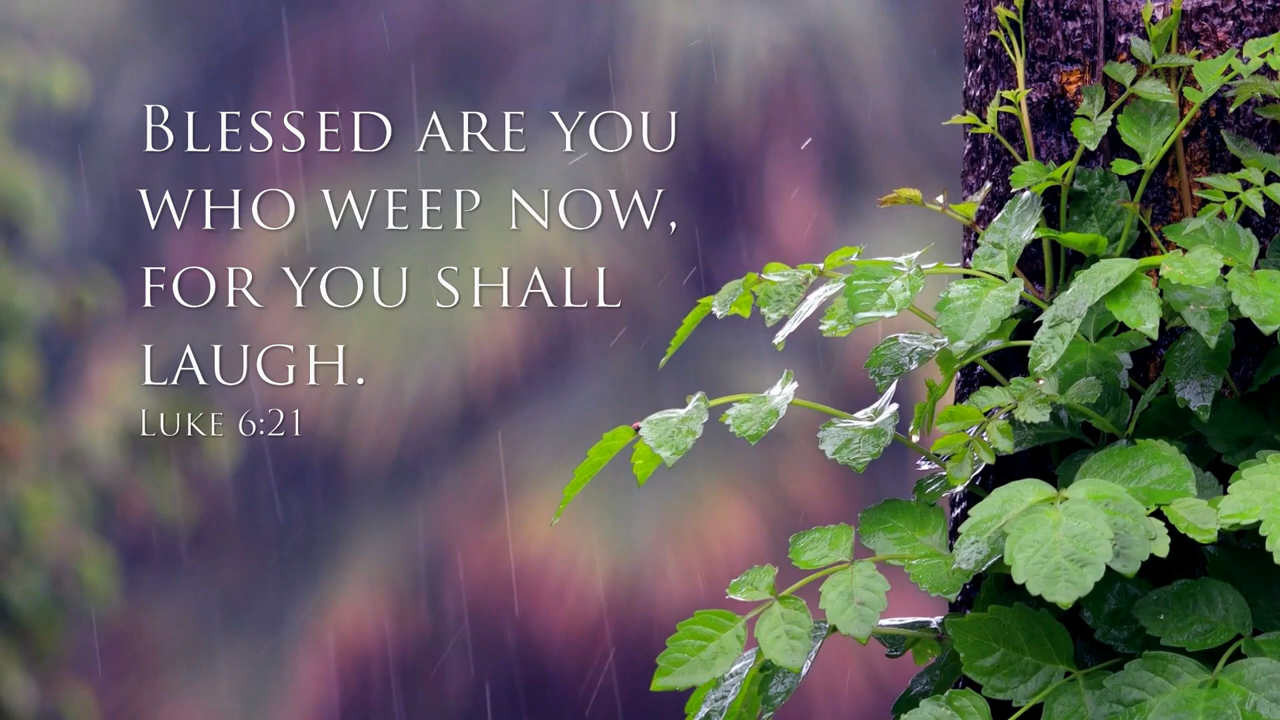 Blessed are you
who weep now,
for you shall
laugh.
Luke 6:21